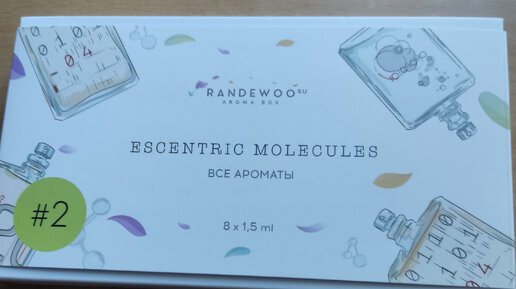 RANDEWOO RU
AROMA BOX
ESCENTRIC MOLECULES
ВСЕ АРОМАТЫ
#2
8 x 1,5 ml